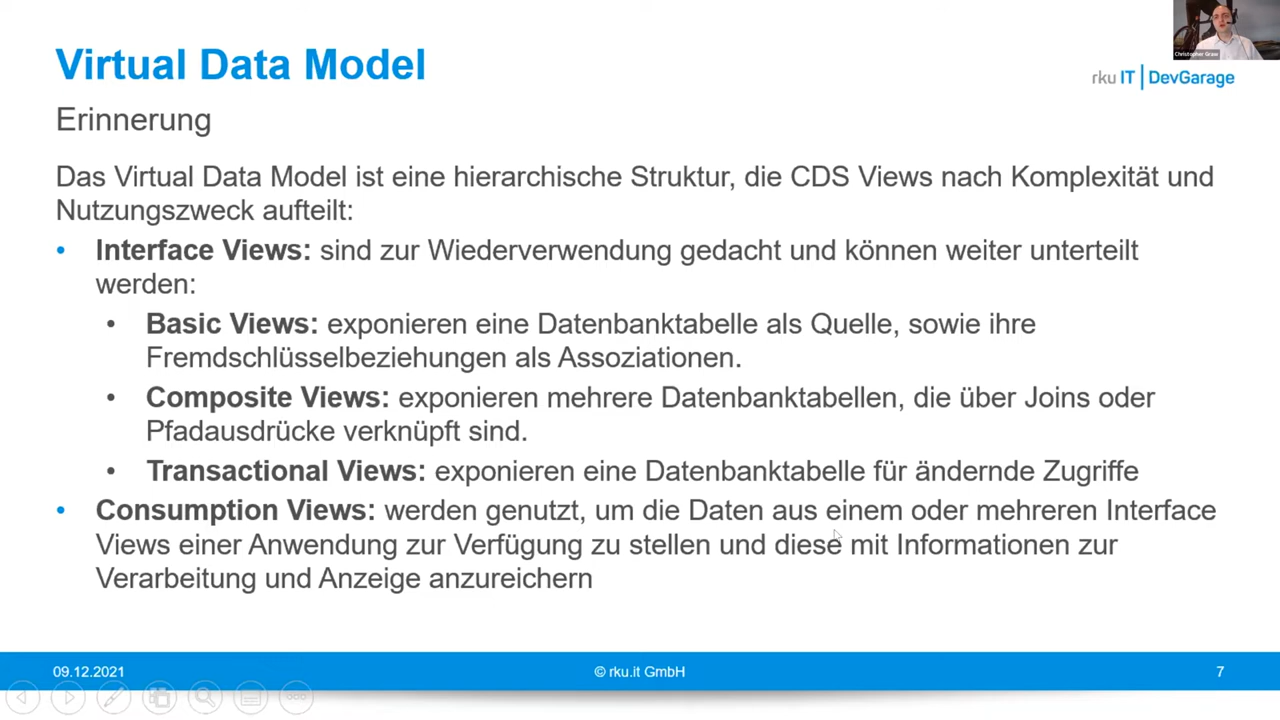 Christopher Grass
Virtual Data Model
rku IT | DevGarage
Erinnerung
Das Virtual Data Model ist eine hierarchische Struktur, die CDS Views nach Komplexität und
Nutzungszweck aufteilt:
• Interface Views: sind zur Wiederverwendung gedacht und können weiter unterteilt
werden:
• Basic Views: exponieren eine Datenbanktabelle als Quelle, sowie ihre
Fremdschlüsselbeziehungen als Assoziationen.
• Composite Views: exponieren mehrere Datenbanktabellen, die über Joins oder
Pfadausdrücke verknüpft sind.
• Transactional Views: exponieren eine Datenbanktabelle für ändernde Zugriffe
• Consumption Views: werden genutzt, um die Daten aus einem oder mehreren Interface
Views einer Anwendung zur Verfügung zu stellen und diese mit Informationen zur
Verarbeitung und Anzeige anzureichern
09.12.2021
© rku.it GmbH
7